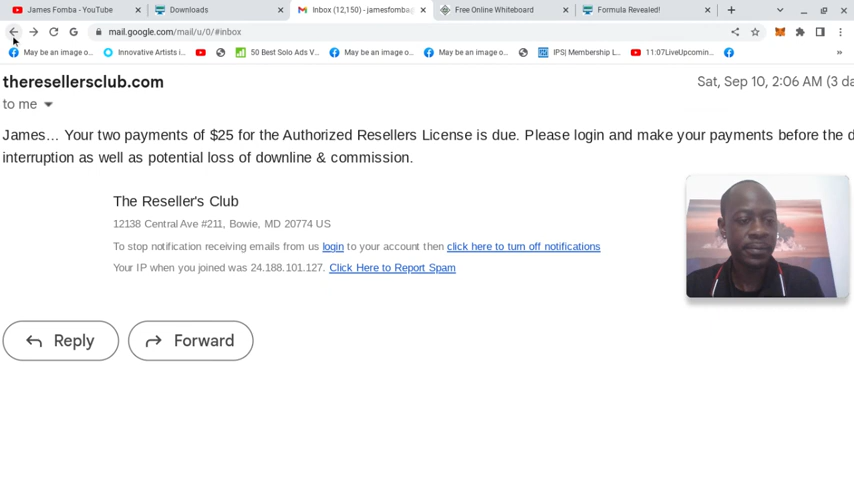 James Fomba - YouTube
Downloads
Inbox (12,150) - jamesfomba@
Free Online Whiteboard
Formula Revealed!
mail.google.com/mail/u/0/#inbox
May be an image o...
Innovative Artists i...
50 Best Solo Ads V...
May be an image o...
May be an image o...
IPS| Membership L...
11:07LiveUpcomin...
»
theresellersclub.com
Sat, Sep 10, 2:06 AM (3 da
to me
James... Your two payments of $25 for the Authorized Resellers License is due. Please login and make your payments before the d
interruption as well as potential loss of downline & commission.
The Reseller's Club
12138 Central Ave #211, Bowie, MD 20774 US
To stop notification receiving emails from us login to your account then click here to turn off notifications
Your IP when you joined was 24.188.101.127. Click Here to Report Spam
Reply
Forward